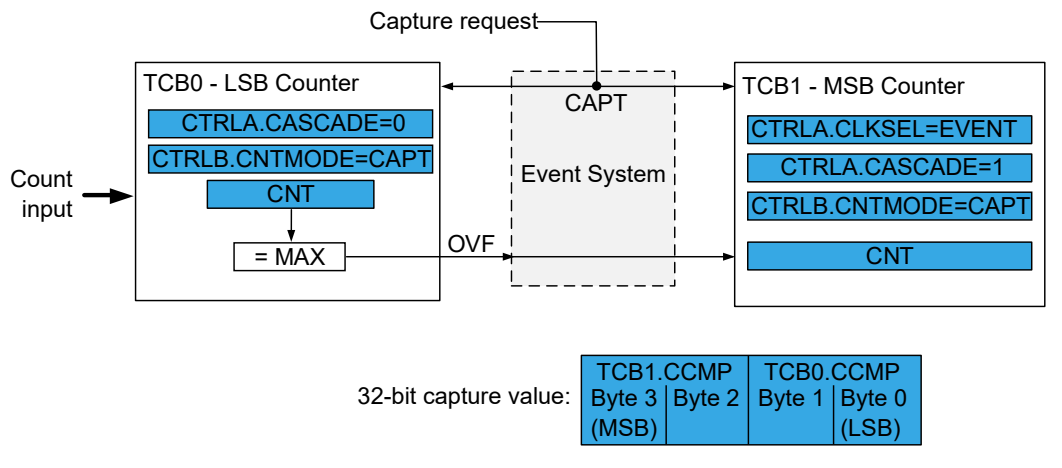 Capture request
TCB0 - LSB Counter
CTRLA.CASCADE=0
CTRLB.CNTMODE=CAPT
CNT
= MAX
Count
input
OVF
CAPT
Event System
TCB1 - MSB Counter
CTRLA.CLKSEL=EVENT
CTRLA.CASCADE=1
CTRLB.CNTMODE=CAPT
CNT
32-bit capture value:
TCB1.CCMP TCB0.CCMP
Byte 3 Byte 2 Byte 1 Byte 0
(MSB) (LSB)